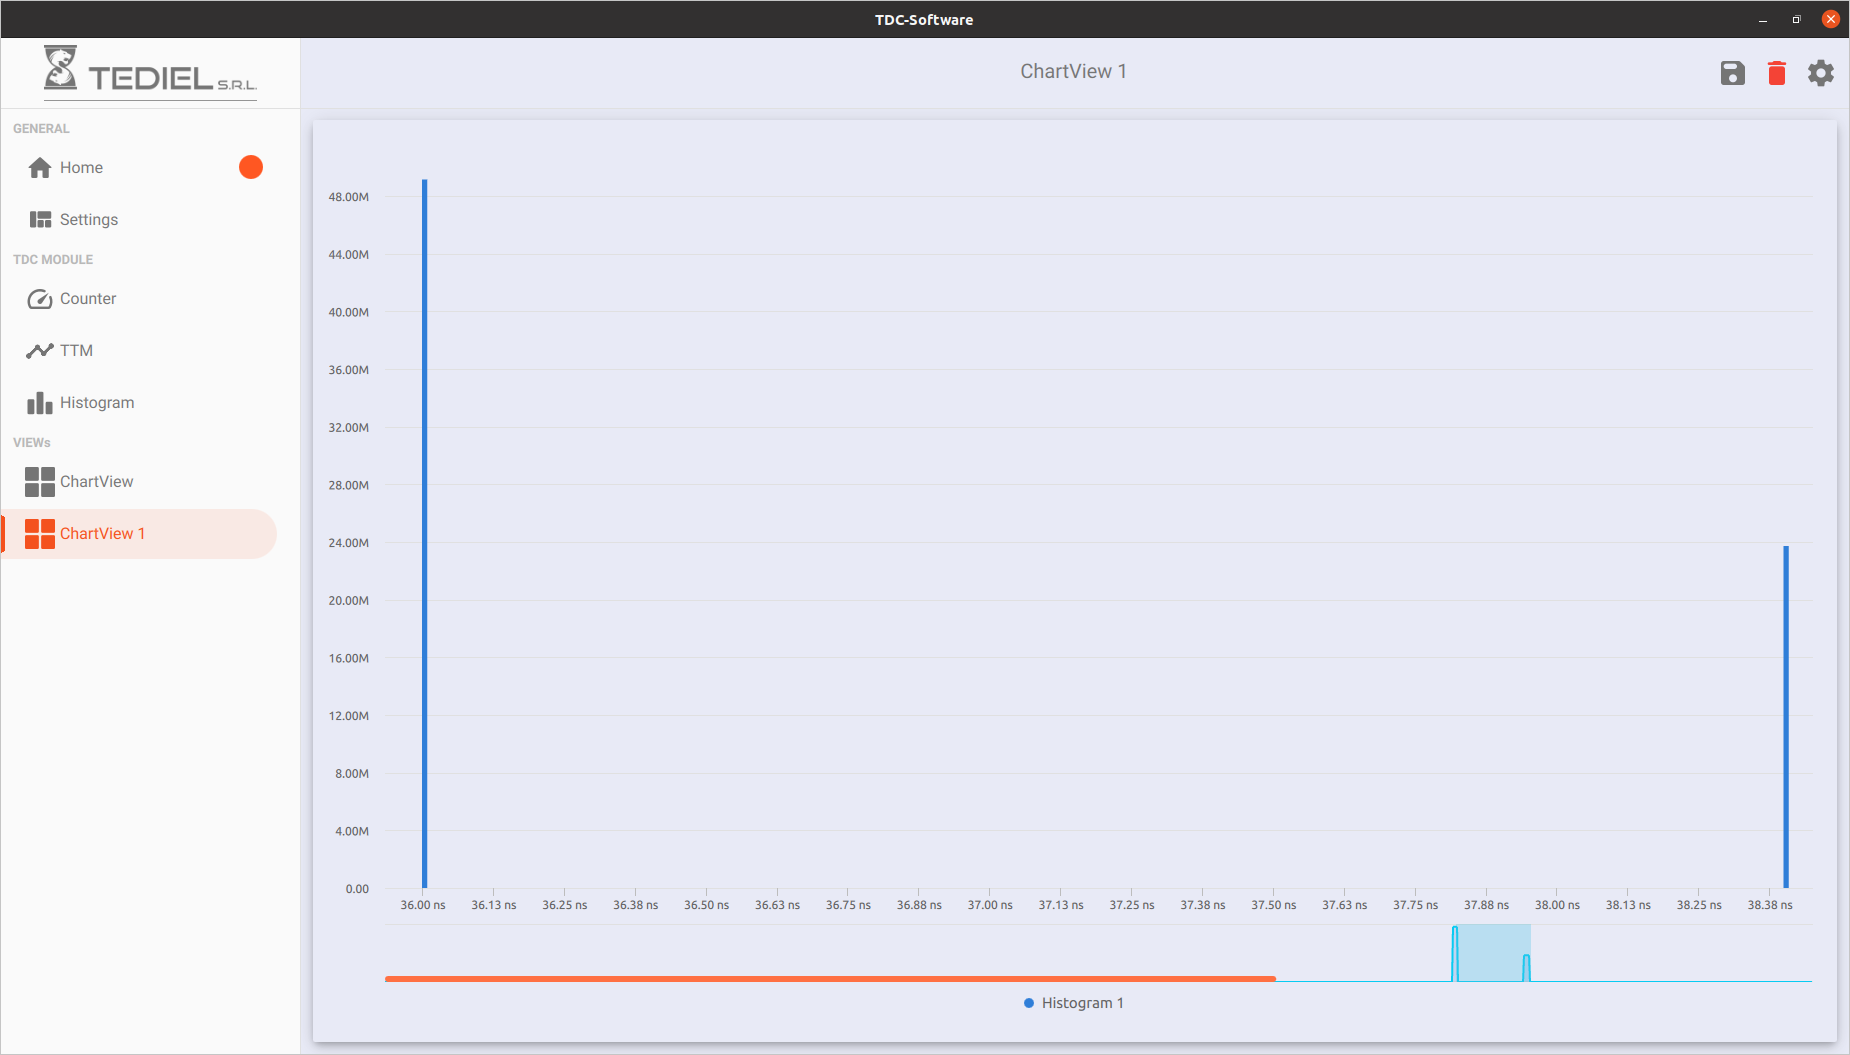 TDC-Software
TEDIEL S.R.L.
ChartView 1
GENERAL
Home
Settings
TDC MODULE
Counter
TTM
Histogram
VIEWs
ChartView
ChartView 1
48.00M
44.00M
40.00M
36.00M
32.00M
28.00M
24.00M
20.00M
16.00M
12.00M
8.00M
4.00M
0.00
36.00 ns 36.13 ns 36.25 ns 36.38 ns 36.50 ns 36.63 ns 36.75 ns 36.88 ns 37.00 ns 37.13 ns 37.25 ns 37.38 ns 37.50 ns 37.63 ns 37.75 ns 37.88 ns 38.00 ns 38.13 ns 38.25 ns 38.38 ns
Histogram 1